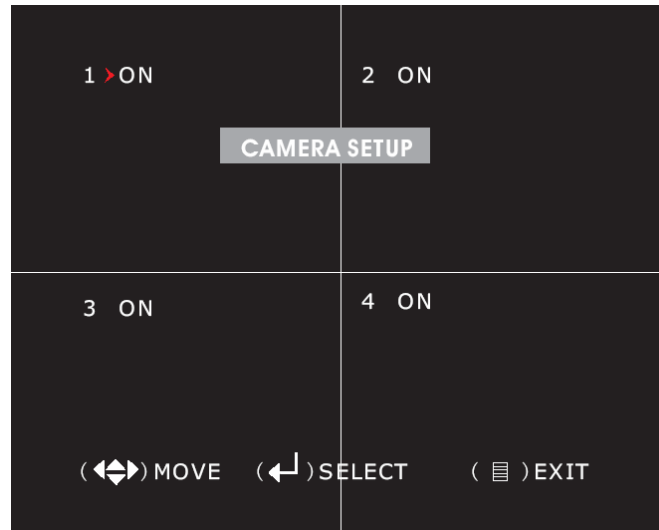 1 ON 2 ON
CAMERA SETUP
3 ON 4 ON
() MOVE () SELECT () EXIT